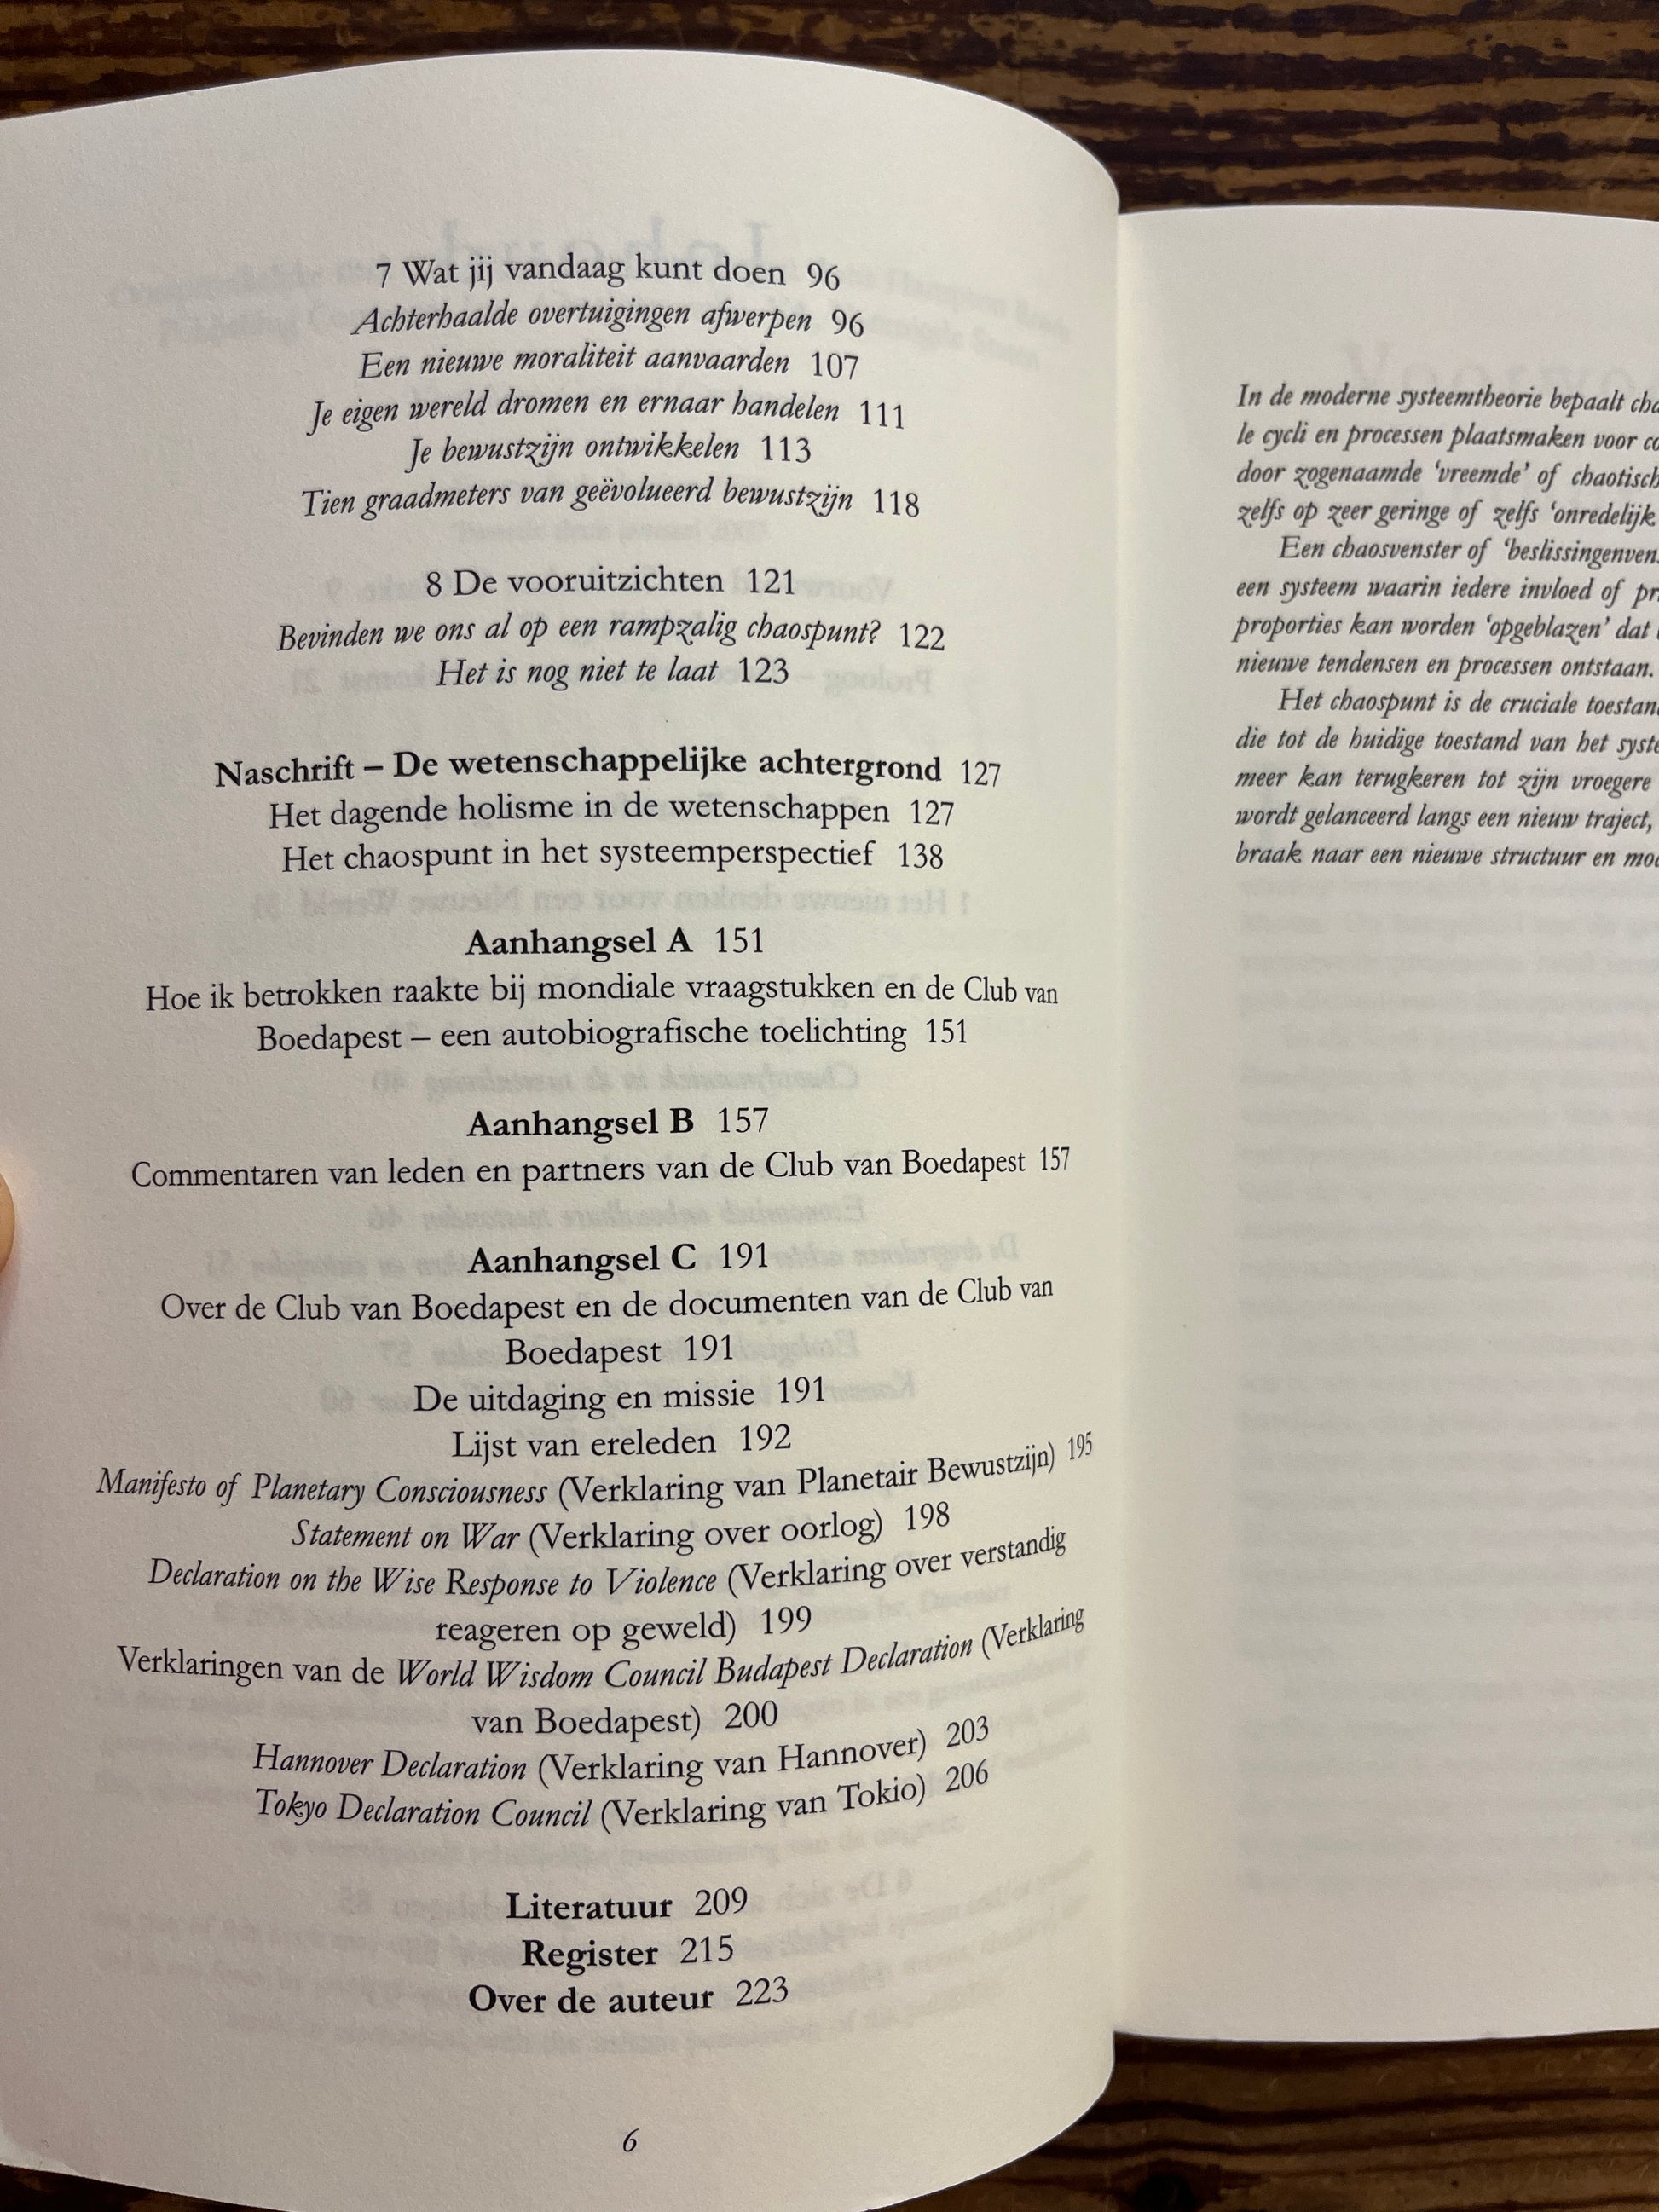 7 Wat jij vandaag kunt doen 96
Achterhaalde overtuigingen afwerpen 96
Een nieuwe moraliteit aanvaarden 107
Je eigen wereld dromen en ernaar handelen 111
Je bewustzijn ontwikkelen 113
Tien graadmeters van geëvolueerd bewustzijn 118
8 De vooruitzichten 121
Bevinden we ons al op een rampzalig chaospunt? 122
Het is nog niet te laat 123
Naschrift – De wetenschappelijke achtergrond 127
Het dagende holisme in de wetenschappen 127
Het chaospunt in het systeemperspectief 138
Aanhangsel A 151
Hoe ik betrokken raakte bij mondiale vraagstukken en de Club van
Boedapest – een autobiografische toelichting 151
Aanhangsel B 157
Commentaren van leden en partners van de Club van Boedapest 157
Aanhangsel C 191
Over de Club van Boedapest en de documenten van de Club van
Boedapest 191
De uitdaging en missie 191
Lijst van ereleden 192
Manifesto of Planetary Consciousness (Verklaring van Planetair Bewustzijn) 195
Statement on War (Verklaring over oorlog) 198
Declaration on the Wise Response to Violence (Verklaring over verstandig
reageren op geweld) 199
Verklaringen van de World Wisdom Council Budapest Declaration (Verklaring
van Boedapest) 200
Hannover Declaration (Verklaring van Hannover) 203
Tokyo Declaration Council (Verklaring van Tokio) 206
Literatuur 209
Register 215
Over de auteur 223
6
In de moderne systeemtheorie bepaalt
le cycli en processen plaatsmaken voor
door zogenaamde ‘vreemde’ of chaotisch
zelfs op zeer geringe of zelfs ‘onredelijk
Een chaosvenster of ‘beslissingenven
een systeem waarin iedere invloed of
proporties kan worden ‘opgeblazen’ dat
nieuwe tendensen en processen ontstaan.
Het chaospunt is de cruciale toestan
die tot de huidige toestand van het syste
meer kan terugkeren tot zijn vroegere
wordt gelanceerd langs een nieuw traject,
braak naar een nieuwe structuur en